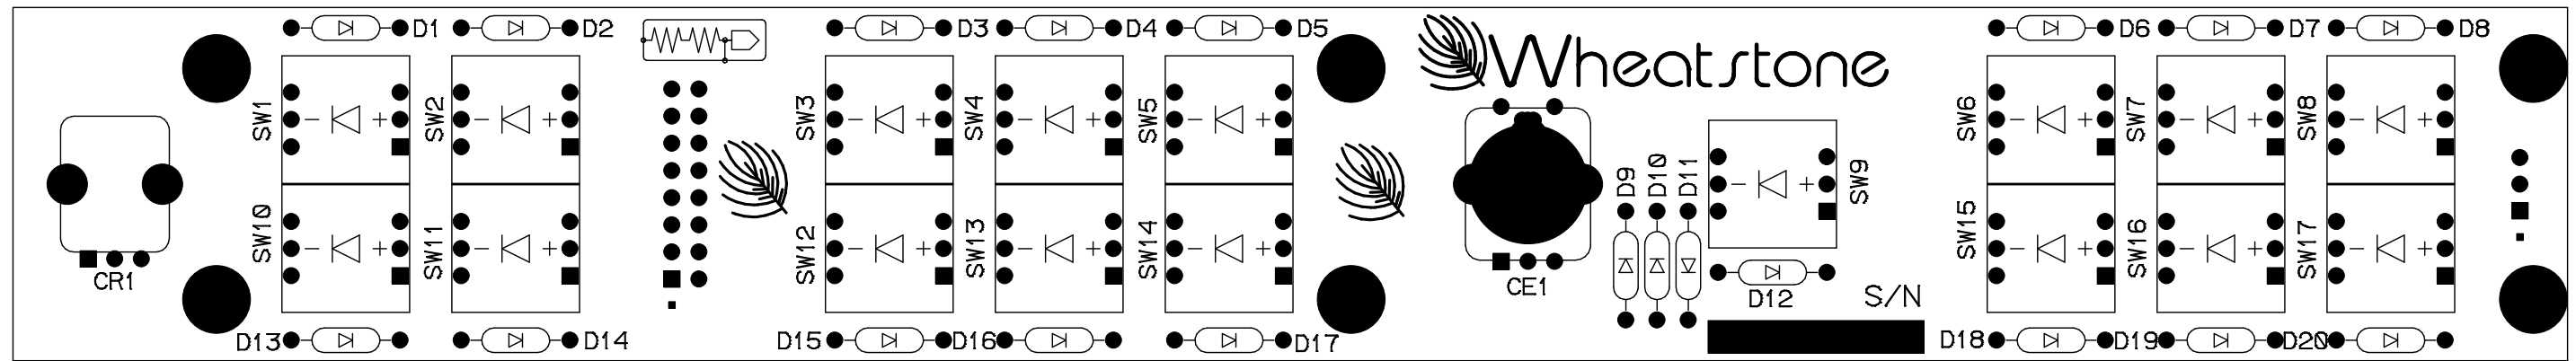 D1 D2 D3 D4 D5 D6 D7 D8
Wheatstone
SW1 SW2 SW3 SW4 SW5 SW6 SW7 SW8
D9 D10 D11 SW9
SW10 SW11 SW12 SW13 SW14 SW15 SW16 SW17
CR1 CE1 D12 S/N
D13 D14 D15 D16 D17 D18 D19 D20